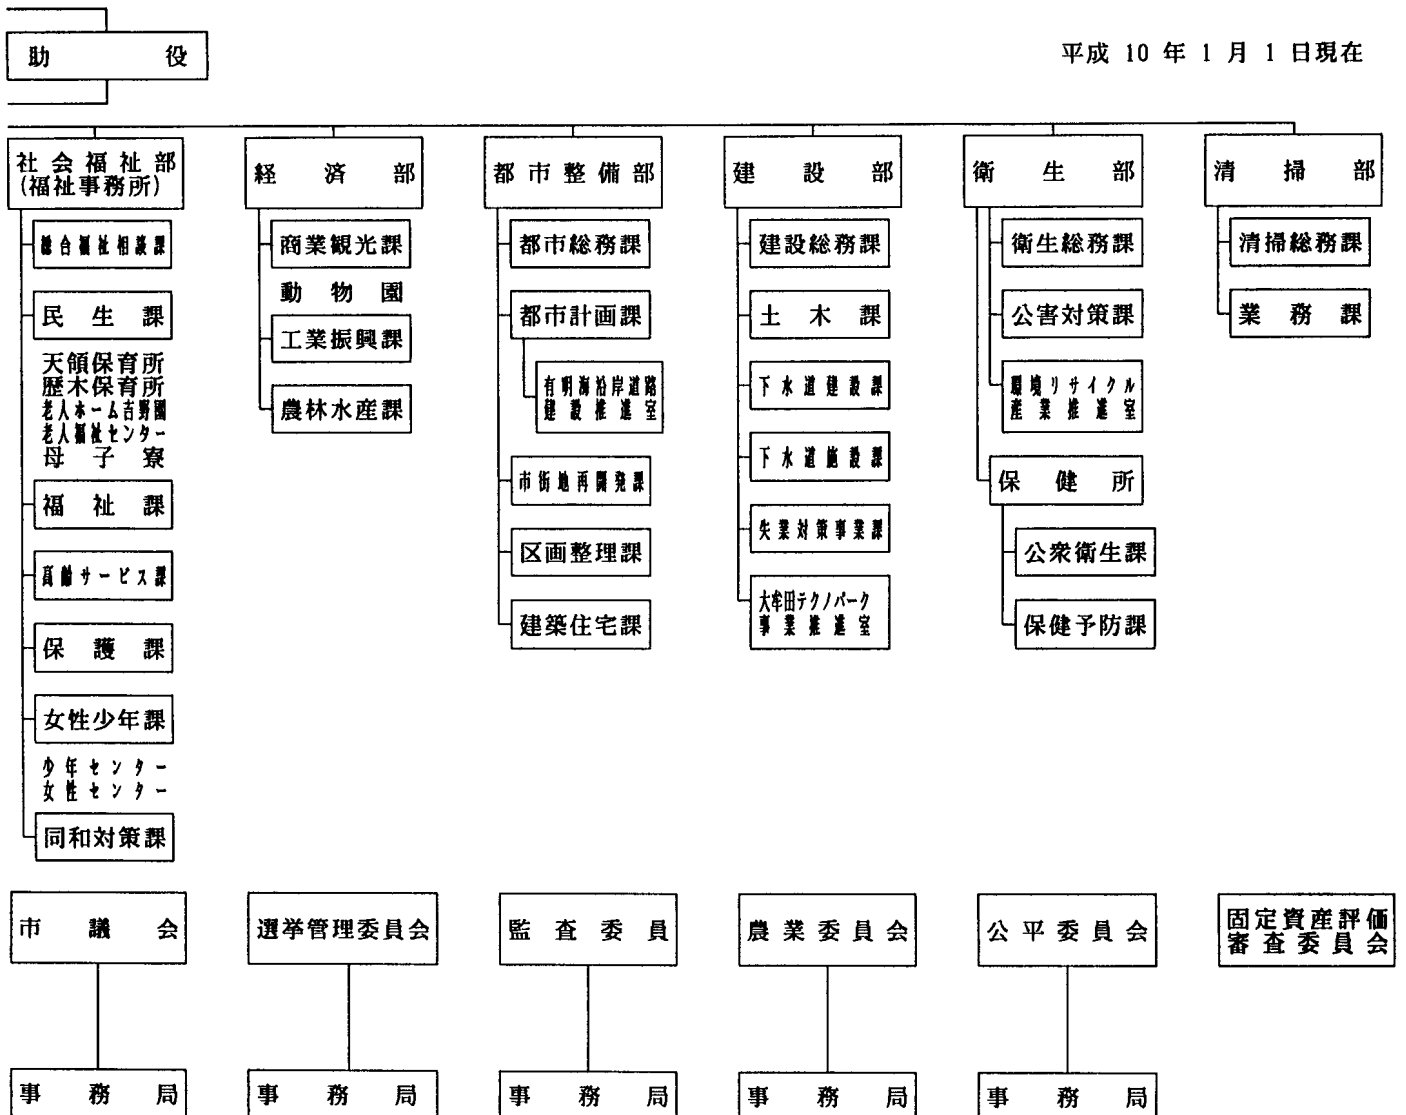 助役
平成 10 年 1 月 1 日現在
社会福祉部
(福祉事務所)
総合福祉相談課
民生課
天領保育所
歴木保育所
老人ホーム吉野園
老人福祉センター
母子寮
福祉課
高齢サービス課
保護課
女性少年課
少年センター
女性センター
同和対策課
経済部
商業観光課
動物園
工業振興課
農林水産課
都市整備部
都市総務課
都市計画課
有明海沿岸道路
建設推進室
市街地再開発課
区画整理課
建築住宅課
建設部
建設総務課
土木課
下水道建設課
下水道施設課
失業対策事業課
大牟田テクノパーク
事業推進室
衛生部
衛生総務課
公害対策課
環境リサイクル
産業推進室
保健所
公衆衛生課
保健予防課
清掃部
清掃総務課
業務課
市議会
事務局
選挙管理委員会
事務局
監査委員
事務局
農業委員会
事務局
公平委員会
事務局
固定資産評価
審査委員会